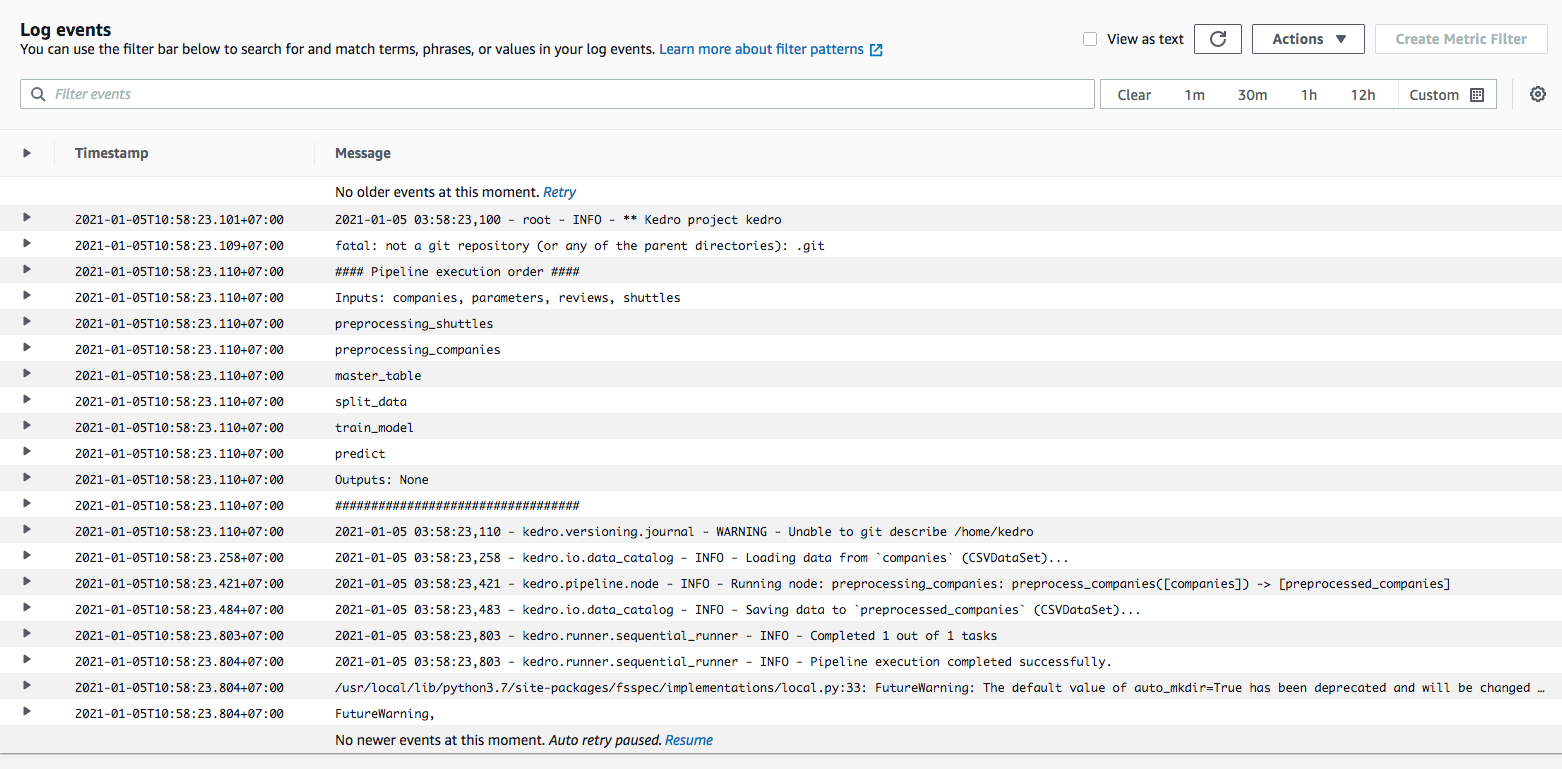 Log events
You can use the filter bar below to search for and match terms, phrases, or values in your log events. Learn more about filter patterns
View as text
Actions
Create Metric Filter
Filter events
Clear 1m 30m 1h 12h Custom
Timestamp Message
No older events at this moment. Retry
2021-01-05T10:58:23.101+07:00 2021-01-05 03:58:23,100 - root - INFO - ** Kedro project kedro
2021-01-05T10:58:23.109+07:00 fatal: not a git repository (or any of the parent directories): .git
2021-01-05T10:58:23.110+07:00 #### Pipeline execution order ####
2021-01-05T10:58:23.110+07:00 Inputs: companies, parameters, reviews, shuttles
2021-01-05T10:58:23.110+07:00 preprocessing_shuttles
2021-01-05T10:58:23.110+07:00 preprocessing_companies
2021-01-05T10:58:23.110+07:00 master_table
2021-01-05T10:58:23.110+07:00 split_data
2021-01-05T10:58:23.110+07:00 train_model
2021-01-05T10:58:23.110+07:00 predict
2021-01-05T10:58:23.110+07:00 Outputs: None
2021-01-05T10:58:23.110+07:00 ##################################
2021-01-05T10:58:23.110+07:00 2021-01-05 03:58:23,110 - kedro.versioning.journal - WARNING - Unable to git describe /home/kedro
2021-01-05T10:58:23.258+07:00 2021-01-05 03:58:23,258 - kedro.io.data_catalog - INFO - Loading data from `companies` (CSVDataSet)...
2021-01-05T10:58:23.421+07:00 2021-01-05 03:58:23,421 - kedro.pipeline.node - INFO - Running node: preprocessing_companies: preprocess_companies([companies]) -> [preprocessed_companies]
2021-01-05T10:58:23.484+07:00 2021-01-05 03:58:23,483 - kedro.io.data_catalog - INFO - Saving data to `preprocessed_companies` (CSVDataSet)...
2021-01-05T10:58:23.803+07:00 2021-01-05 03:58:23,803 - kedro.runner.sequential_runner - INFO - Completed 1 out of 1 tasks
2021-01-05T10:58:23.804+07:00 2021-01-05 03:58:23,803 - kedro.runner.sequential_runner - INFO - Pipeline execution completed successfully.
2021-01-05T10:58:23.804+07:00 /usr/local/lib/python3.7/site-packages/fsspec/implementations/local.py:33: FutureWarning: The default value of auto_mkdir=True has been deprecated and will be changed …
2021-01-05T10:58:23.804+07:00 FutureWarning,
No newer events at this moment. Auto retry paused. Resume